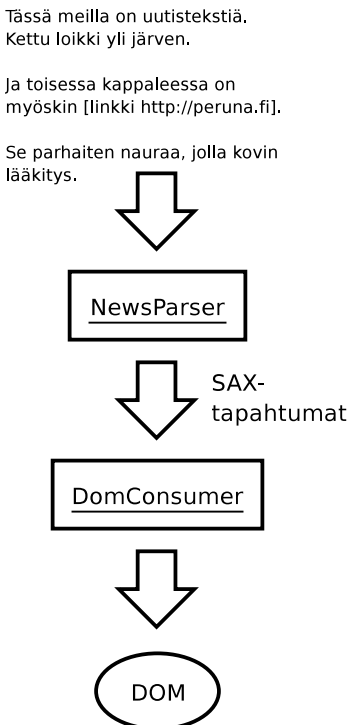 Tässä meilla on uutistekstiä.
Kettu loikki yli järven.
Ja toisessa kappaleessa on
myöskin [linkki http://peruna.fi].
Se parhaiten nauraa, jolla kovin
lääkitys.
NewsParser
SAX-
tapahtumat
DomConsumer
DOM